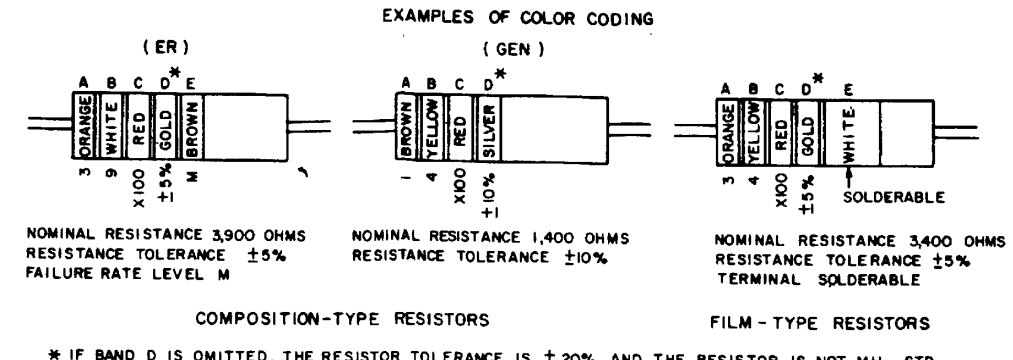 EXAMPLES OF COLOR CODING
(ER)
A B C D* E
ORANGE WHITE RED GOLD BROWN
3 9 X100 ±5% M
NOMINAL RESISTANCE 3,900 OHMS
RESISTANCE TOLERANCE ±5%
FAILURE RATE LEVEL M
(GEN)
A B C D*
BROWN YELLOW RED SILVER
1 4 X100 ±10%
NOMINAL RESISTANCE 1,400 OHMS
RESISTANCE TOLERANCE ±10%
COMPOSITION-TYPE RESISTORS
A B C D* E
ORANGE YELLOW RED GOLD WHITE
3 4 X100 ±5%
SOLDERABLE
NOMINAL RESISTANCE 3,400 OHMS
RESISTANCE TOLERANCE ±5%
TERMINAL SOLDERABLE
FILM-TYPE RESISTORS
* IF BAND D IS OMITTED, THE RESISTOR TOLERANCE IS ±20% AND THE RESISTOR IS NOT MIL-STD